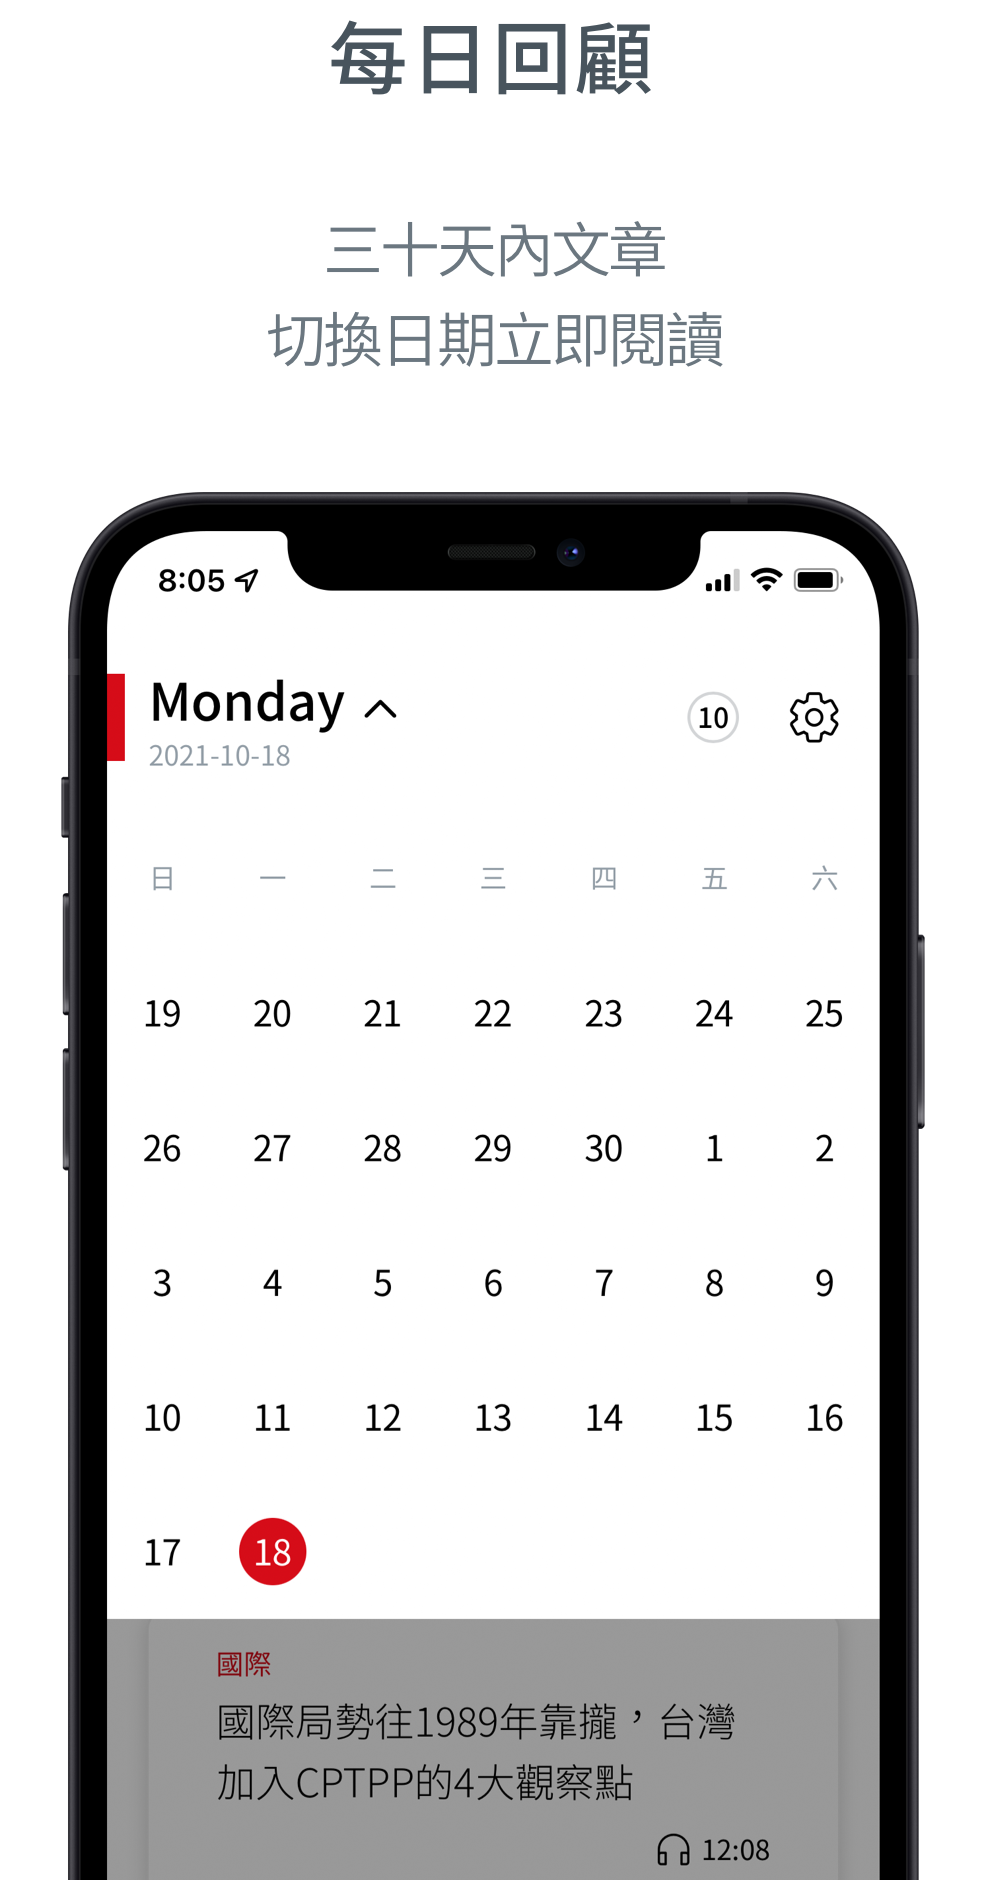 每日回顧
三十天內文章
切換日期立即閱讀
8:05
Monday
10
2021-10-18
日 一 二 三 四 五 六
19 20 21 22 23 24 25
26 27 28 29 30 1 2
3 4 5 6 7 8 9
10 11 12 13 14 15 16
17 18
國際
國際局勢往1989年靠攏，台灣
加入CPTPP的4大觀察點
12:08